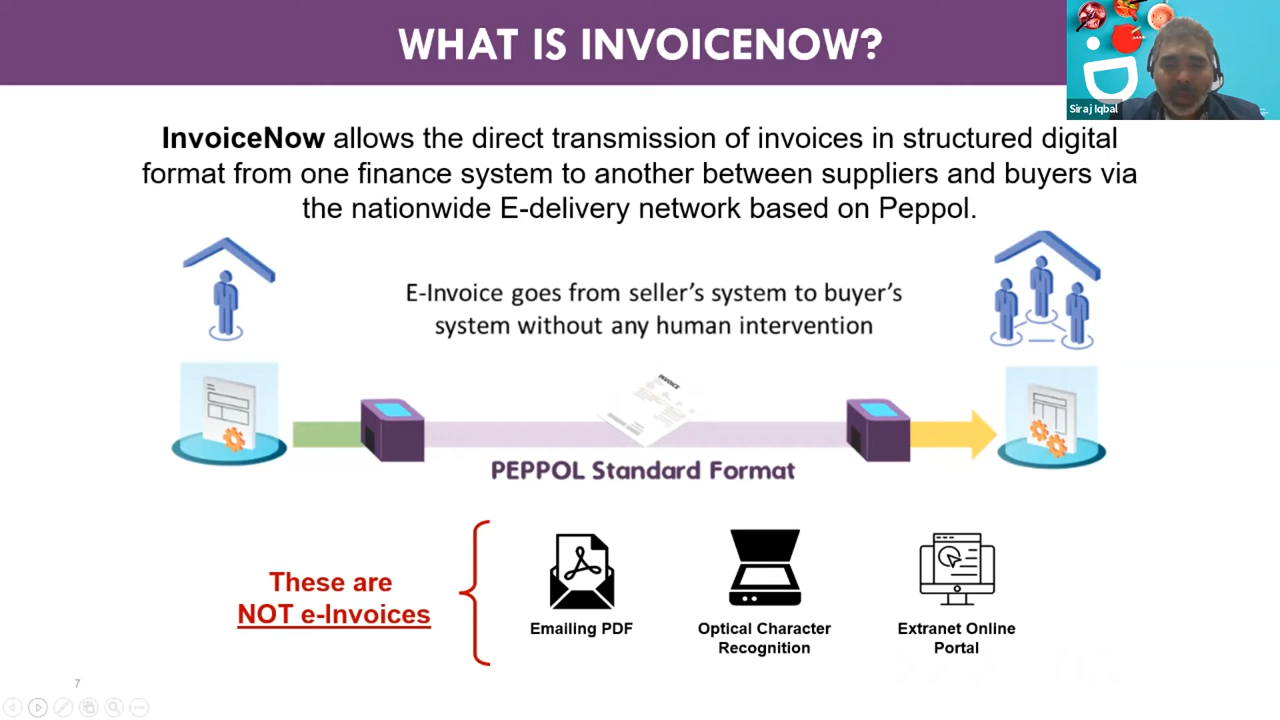 WHAT IS INVOICENOW?
Siraj Iqbal
InvoiceNow allows the direct transmission of invoices in structured digital
format from one finance system to another between suppliers and buyers via
the nationwide E-delivery network based on Peppol.
E-Invoice goes from seller's system to buyer's
system without any human intervention
INVOICE
PEPPOL Standard Format
These are
NOT e-Invoices
Emailing PDF
Optical Character
Recognition
Extranet Online
Portal
7